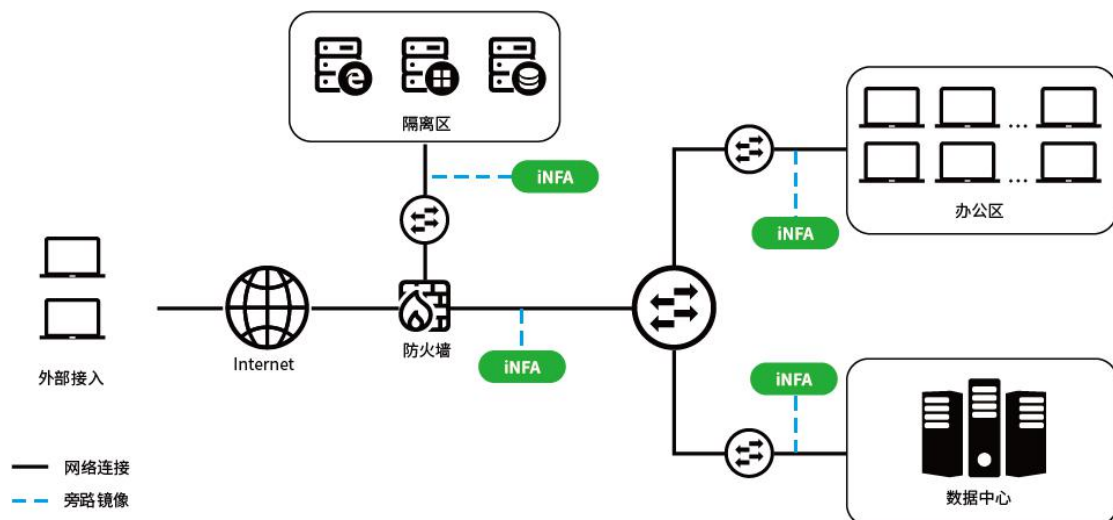 隔离区
iNFA
iNFA
办公区
外部接入
Internet
防火墙
iNFA
iNFA
网络连接
旁路镜像
数据中心